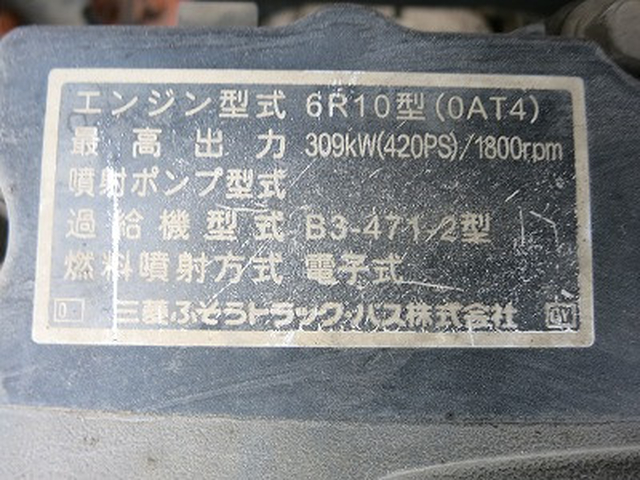 エンジン型式 6R10型(0AT4)
最高出力 309kW(420PS)/1800rpm
噴射ポンプ型式
過給機型式 B3-471-2型
燃料噴射方式 電子式
0 三菱ふそうトラック・バス株式会社 GV